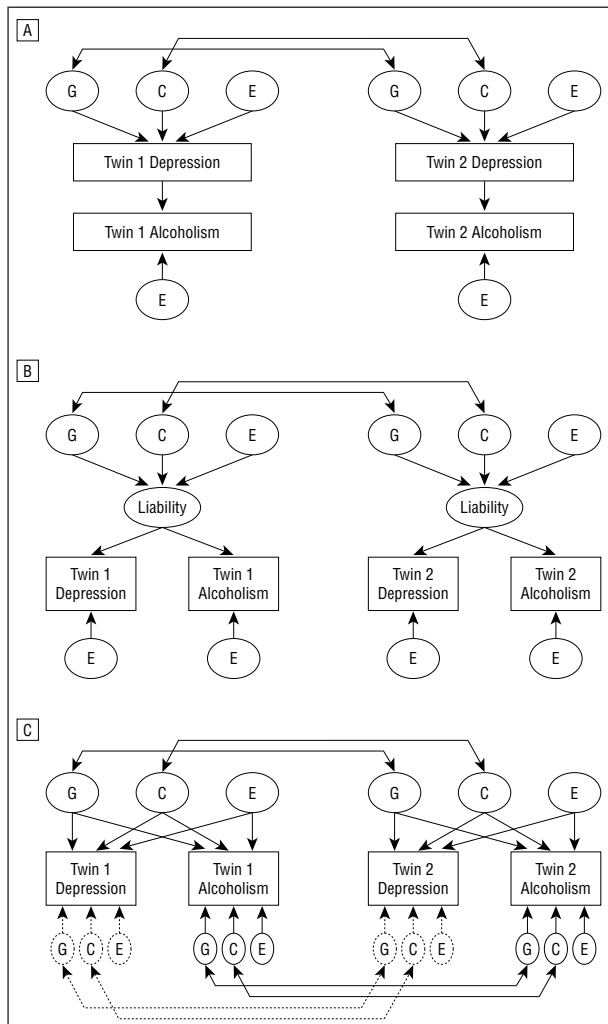 A
G C E G C E
Twin 1 Depression Twin 2 Depression
Twin 1 Alcoholism Twin 2 Alcoholism
E E
B
G C E G C E
Liability Liability
Twin 1 Twin 1 Twin 2 Twin 2
Depression Alcoholism Depression Alcoholism
E E E E
C
G C E G C E
Twin 1 Twin 1 Twin 2 Twin 2
Depression Alcoholism Depression Alcoholism
G C E G C E G C E G C E